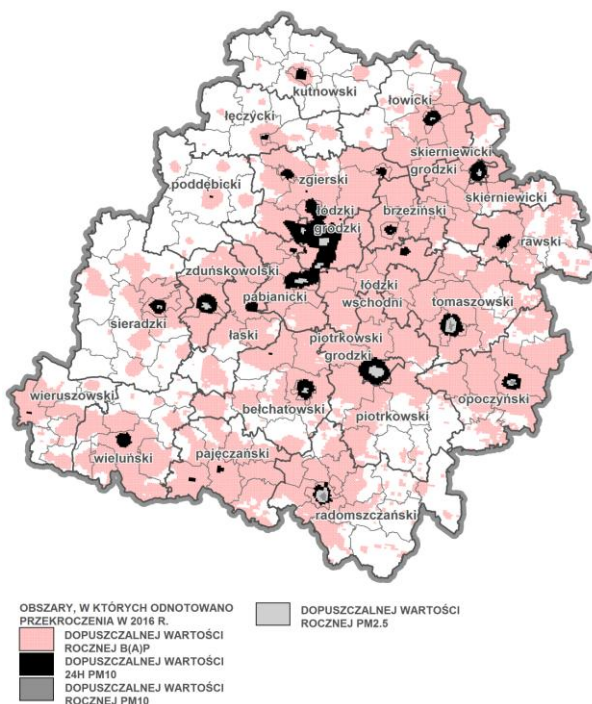 kutnowski
łowicki
łęczycki
skierniewicki
grodzki
poddębicki
zgierski
skierniewicki
łódzki
grodzki
brzeziński
rawski
zduńskowolski
łódzki
wschodni
pabianicki
tomaszowski
sieradzki
łaski
piotrkowski
grodzki
wieruszowski
opoczyński
bełchatowski
piotrkowski
wieluński
pajęczański
radomszczański
OBSZARY, W KTÓRYCH ODNOTOWANO
PRZEKROCZENIA W 2016 R.
DOPUSZCZALNEJ WARTOŚCI
ROCZNEJ B(A)P
DOPUSZCZALNEJ WARTOŚCI
24H PM10
DOPUSZCZALNEJ WARTOŚCI
ROCZNEJ PM10
DOPUSZCZALNEJ WARTOŚCI
ROCZNEJ PM2.5